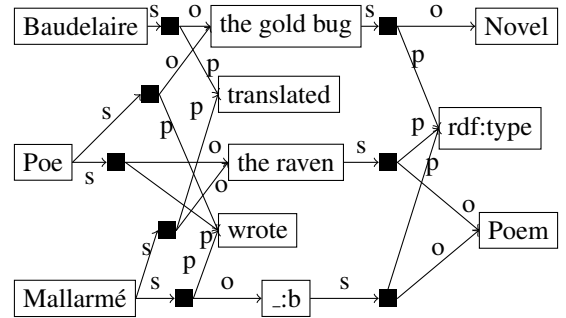 Baudelaire s o the gold bug s o Novel
o p p
s p translated
p p rdf:type
Poe s o the raven s p
o o
s p wrote Poem
p o
Mallarmé s o _:b s